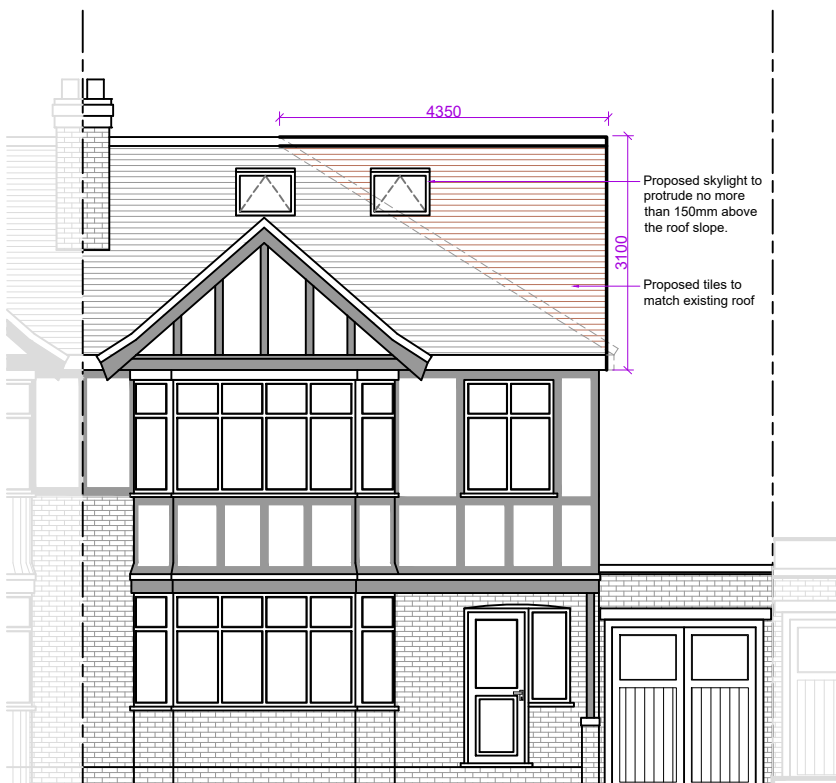 4350
Proposed skylight to
protrude no more
than 150mm above
the roof slope.
3100
Proposed tiles to
match existing roof